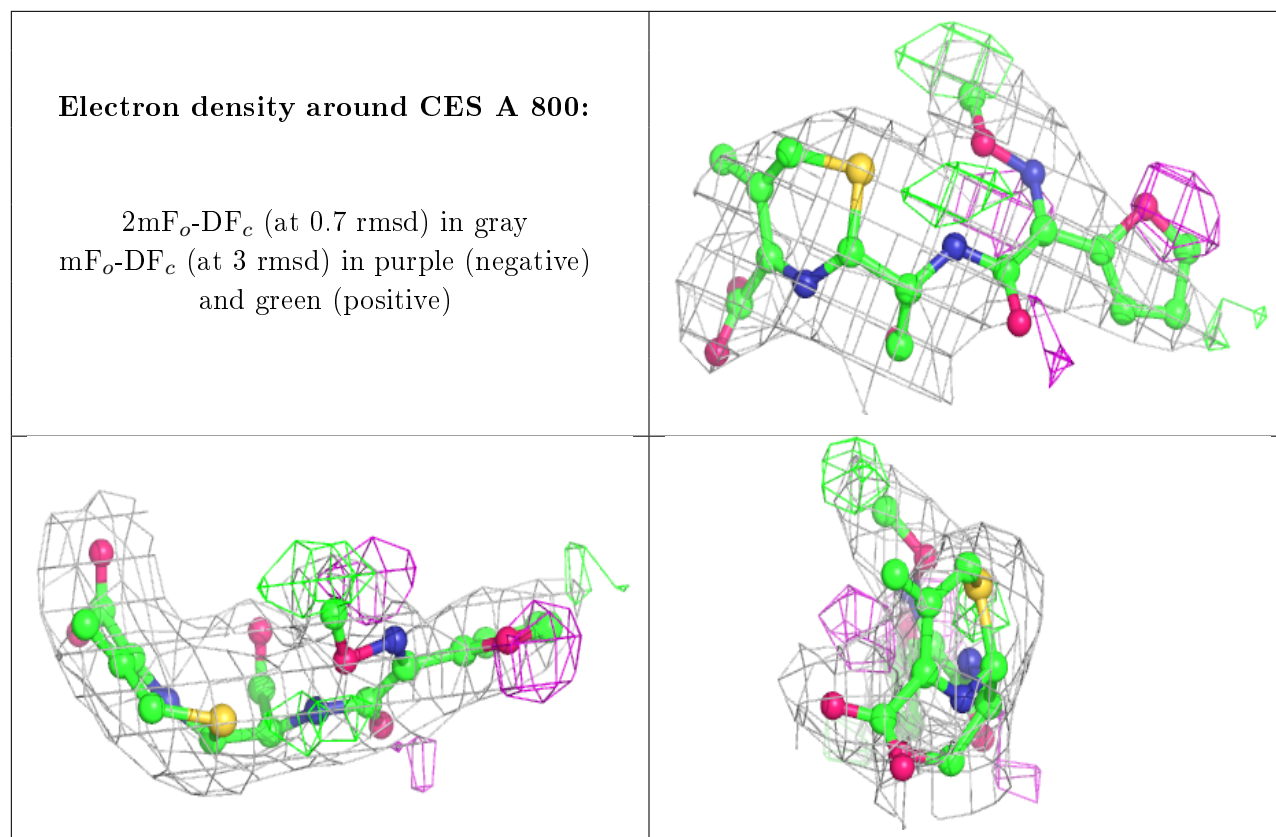 Electron density around CES A 800:
2mFₒ-DF𝒸 (at 0.7 rmsd) in gray
mFₒ-DF𝒸 (at 3 rmsd) in purple (negative)
and green (positive)